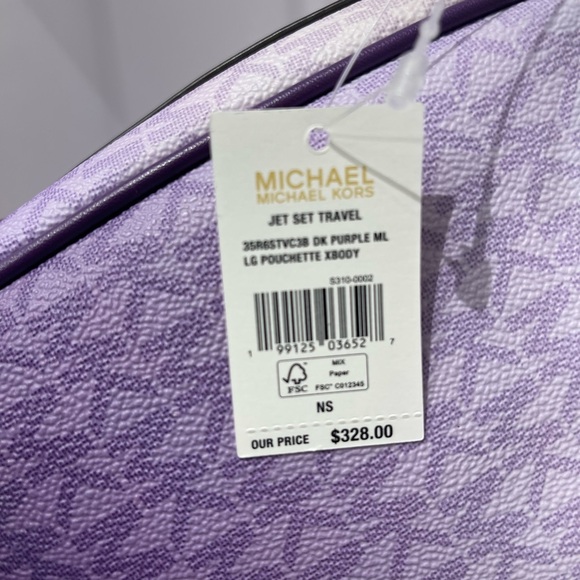 MICHAEL
MICHAEL KORS
JET SET TRAVEL
35R6STVC3B DK PURPLE ML
LG POUCHETTE XBODY
S310-0002
1 99125 03652 7
MIX
Paper
FSC
FSC® C012345
NS
OUR PRICE $328.00